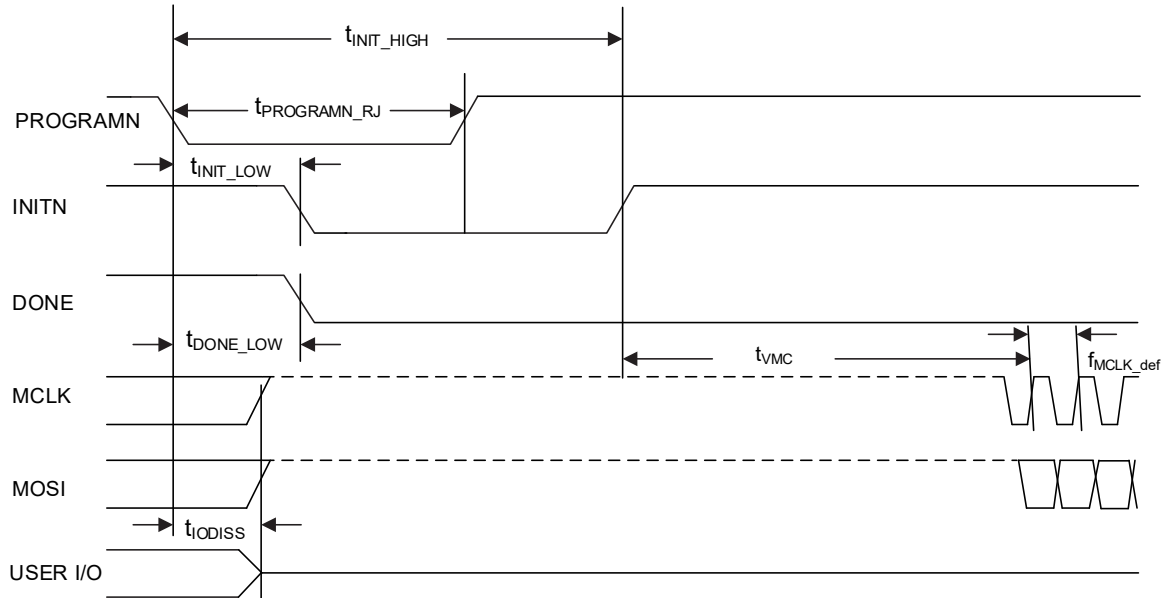 tINIT_HIGH
PROGRAMN
tPROGRAMN_RJ
tINIT_LOW
INITN
DONE
tDONE_LOW
tVMC
fMCLK_def
MCLK
MOSI
tIODISS
USER I/O